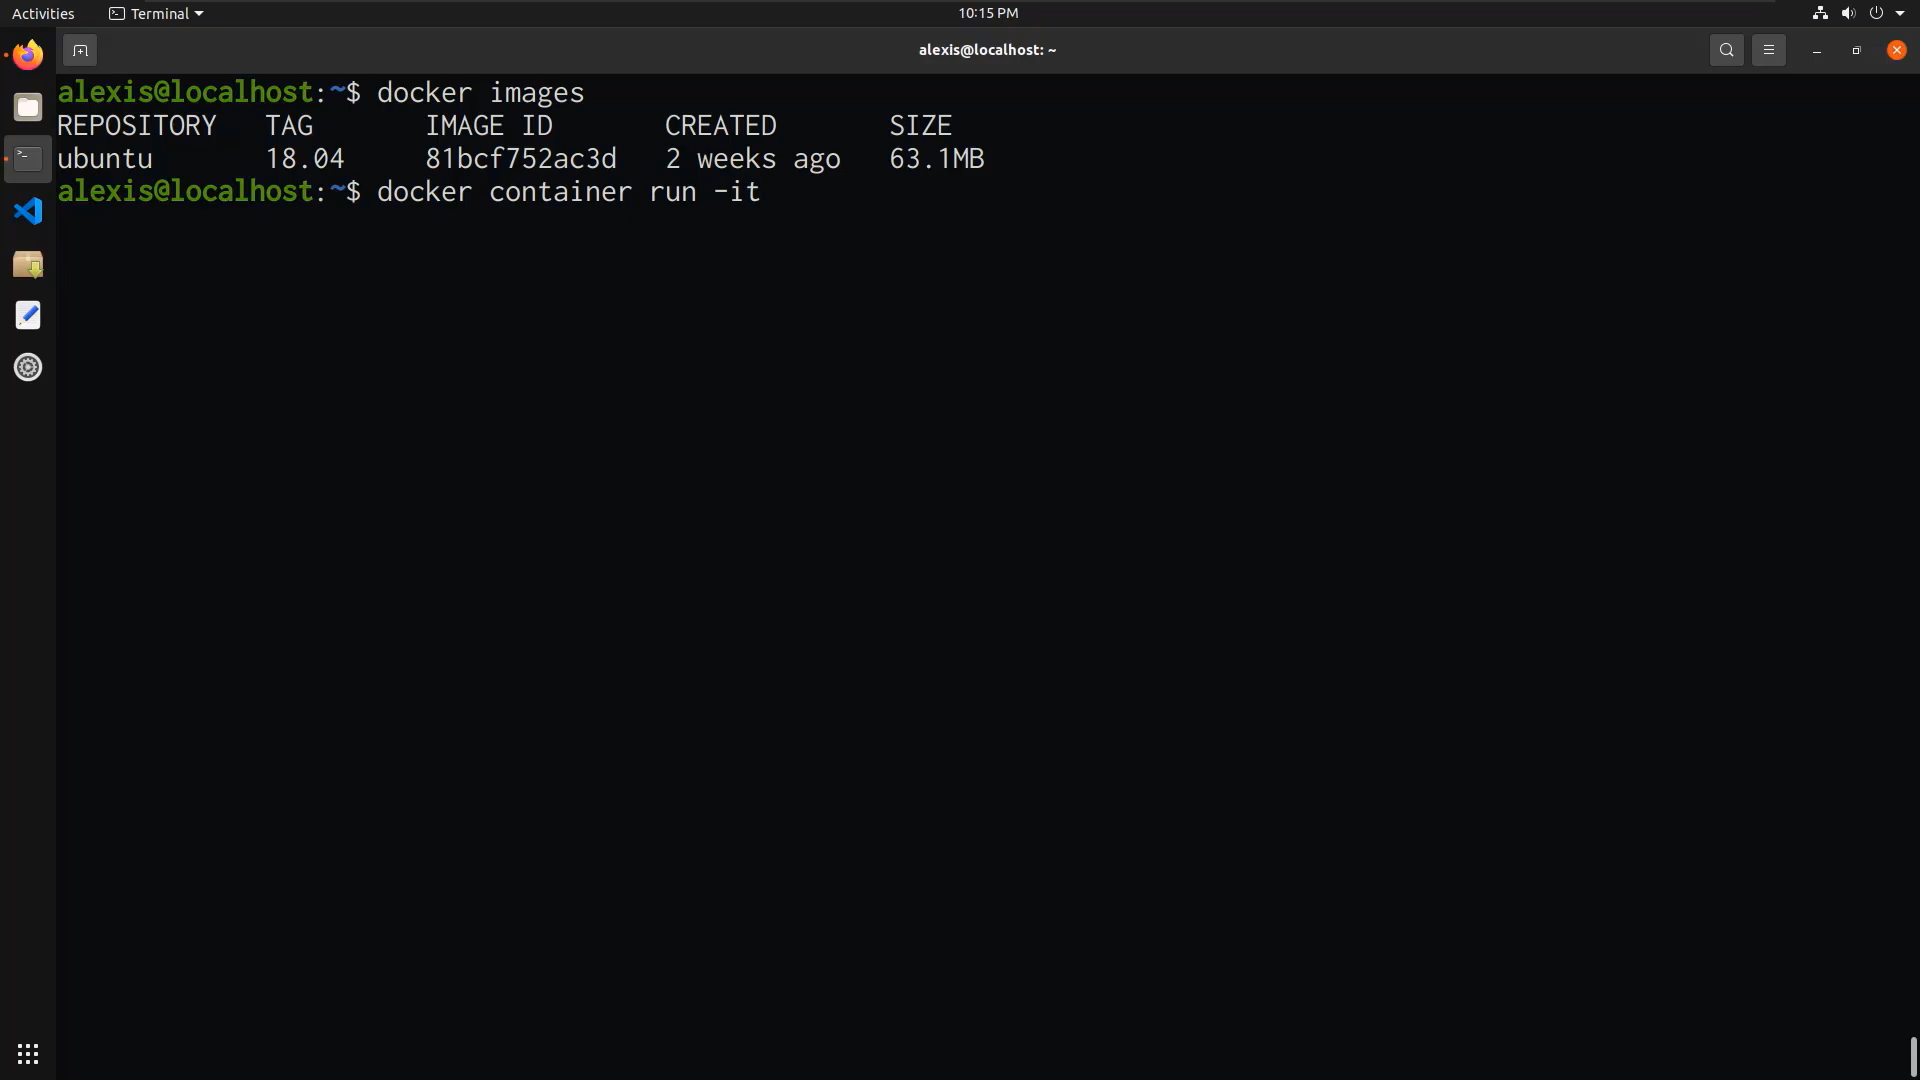 Activities Terminal 10:15 PM
alexis@localhost: ~
alexis@localhost:~$ docker images
REPOSITORY TAG IMAGE ID CREATED SIZE
ubuntu 18.04 81bcf752ac3d 2 weeks ago 63.1MB
alexis@localhost:~$ docker container run -it